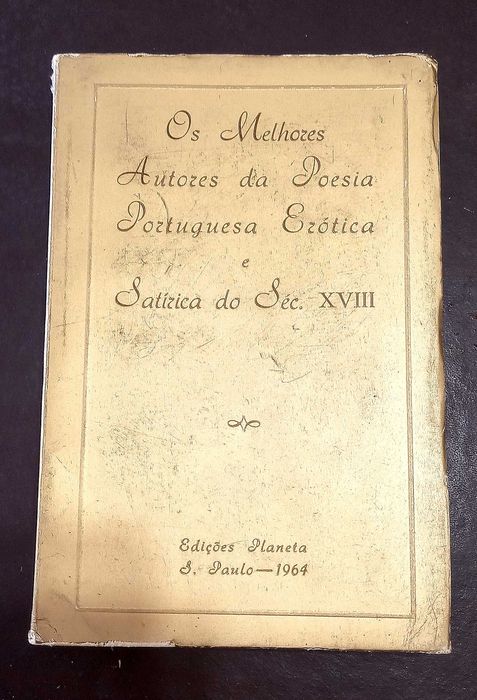 Os Melhores
Autores da Poesia
Portuguesa Erótica
e
Satírica do Séc. XVIII
Edições Planeta
S. Paulo — 1964